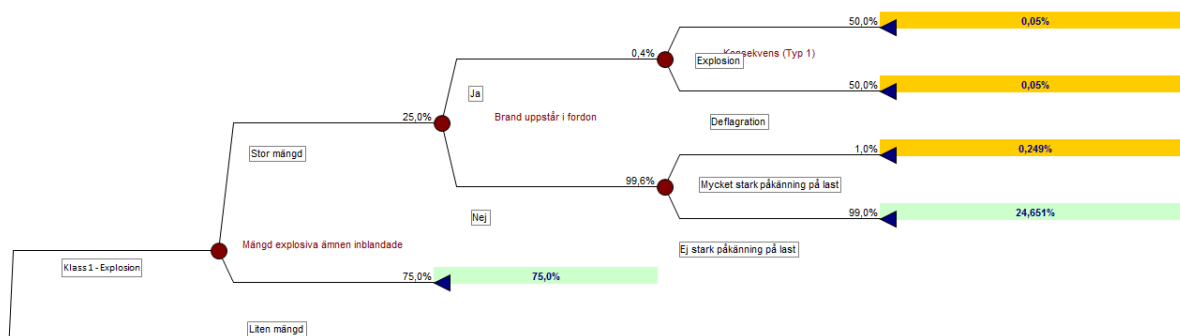 50,0% 0,05%
0,4% Konsekvens (Typ 1)
Explosion
Ja 50,0% 0,05%
25,0% Brand uppstår i fordon
Deflagration
Stor mängd 1,0% 0,249%
99,6% Mycket stark påkänning på last
Nej 99,0% 24,651%
Mängd explosiva ämnen inblandade Ej stark påkänning på last
Klass 1 - Explosion
75,0% 75,0%
Liten mängd